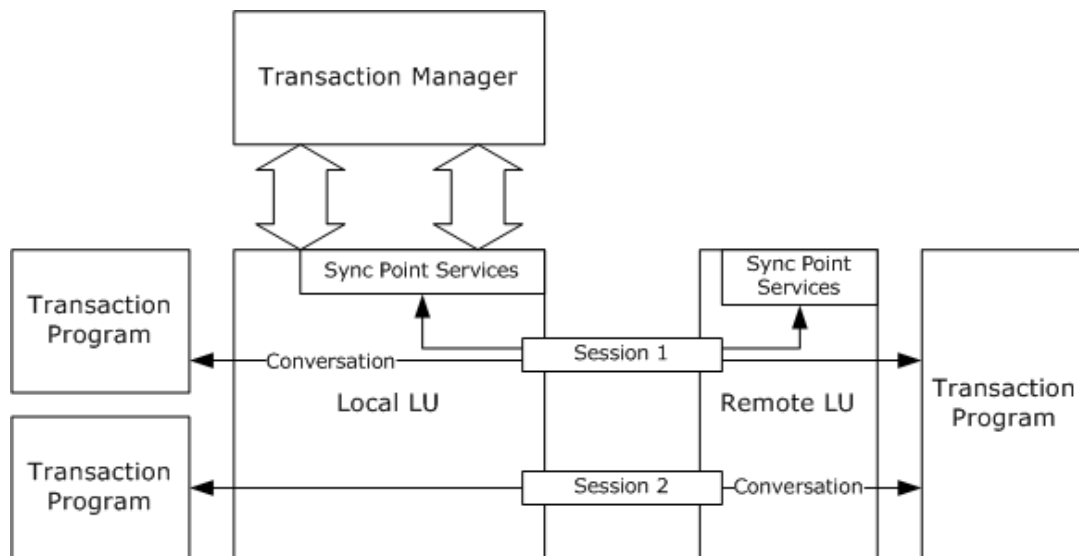 Transaction Manager
Sync Point Services
Sync Point
Services
Transaction
Program
Session 1
Conversation
Local LU
Remote LU
Transaction
Program
Transaction
Program
Session 2
Conversation